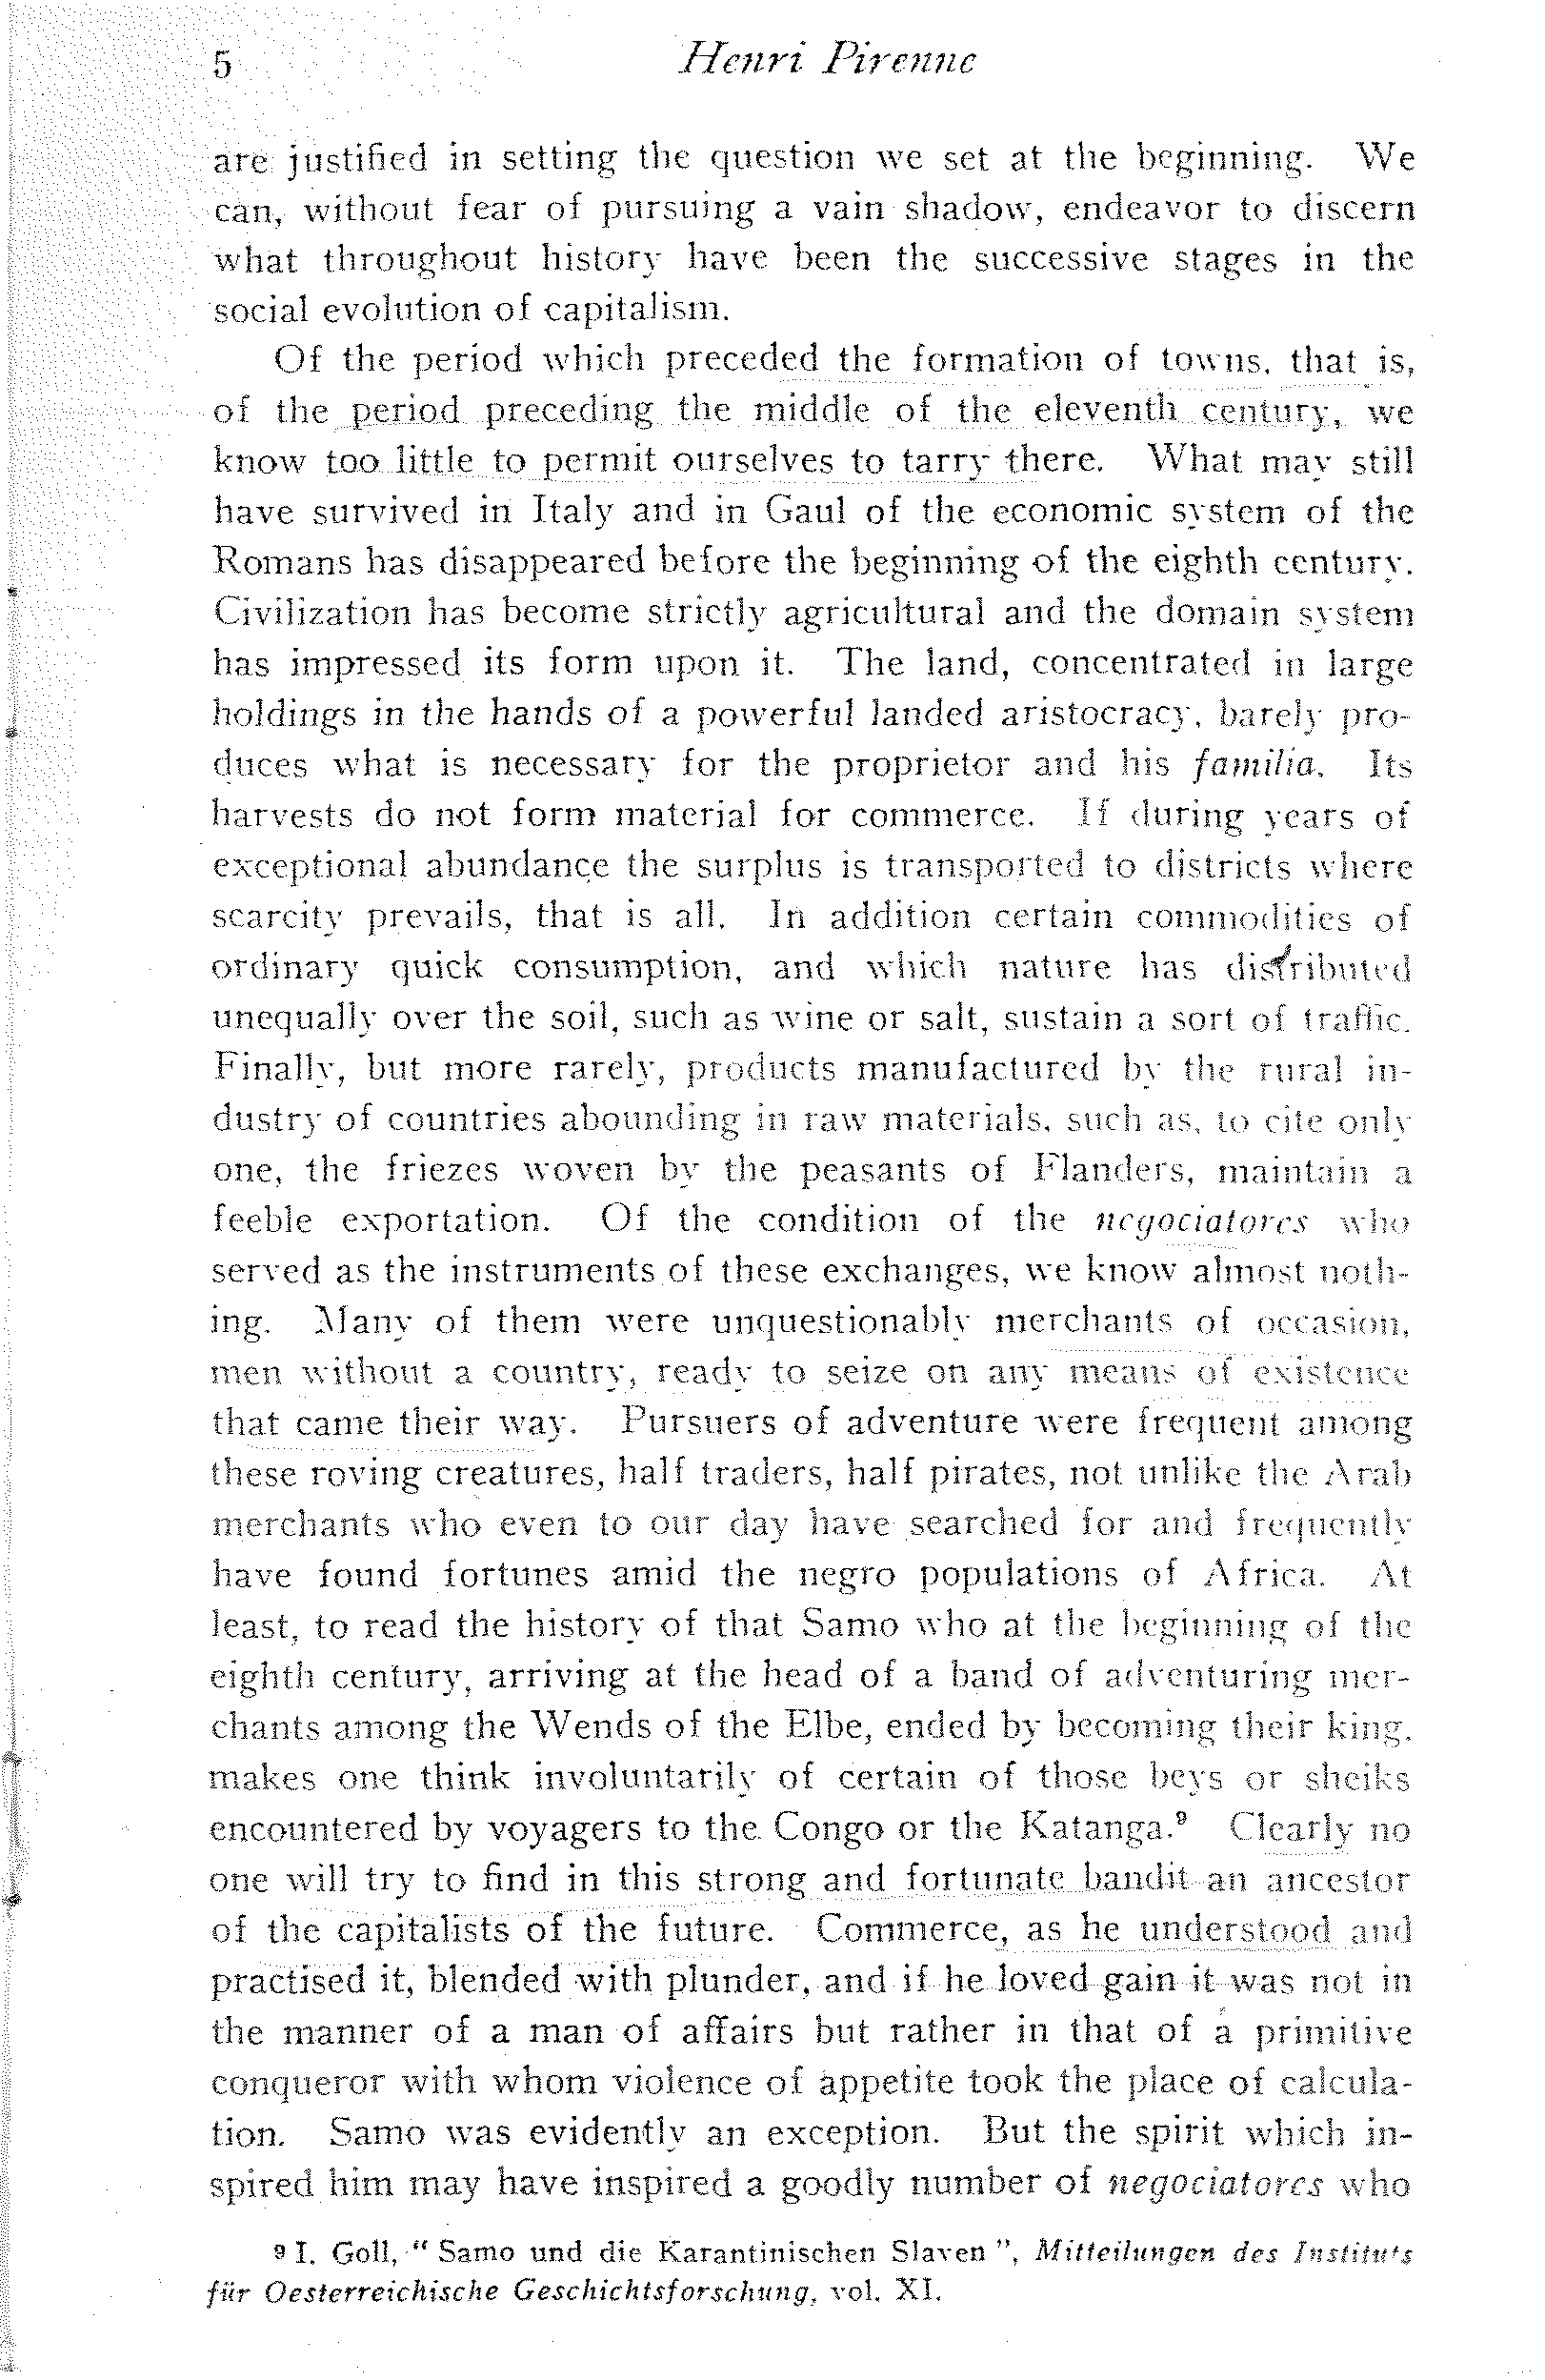 5
Henri Pirenne
are justified in setting the question we set at the beginning. We
can, without fear of pursuing a vain shadow, endeavor to discern
what throughout history have been the successive stages in the
social evolution of capitalism.
Of the period which preceded the formation of towns, that is,
of the period preceding the middle of the eleventh century, we
know too little to permit ourselves to tarry there. What may still
have survived in Italy and in Gaul of the economic system of the
Romans has disappeared before the beginning of the eighth century.
Civilization has become strictly agricultural and the domain system
has impressed its form upon it. The land, concentrated in large
holdings in the hands of a powerful landed aristocracy, barely pro-
duces what is necessary for the proprietor and his familia. Its
harvests do not form material for commerce. If during years of
exceptional abundance the surplus is transported to districts where
scarcity prevails, that is all. In addition certain commodities of
ordinary quick consumption, and which nature has distributed
unequally over the soil, such as wine or salt, sustain a sort of traffic.
Finally, but more rarely, products manufactured by the rural in-
dustry of countries abounding in raw materials, such as, to cite only
one, the friezes woven by the peasants of Flanders, maintain a
feeble exportation. Of the condition of the negociatores who
served as the instruments of these exchanges, we know almost noth-
ing. Many of them were unquestionably merchants of occasion,
men without a country, ready to seize on any means of existence
that came their way. Pursuers of adventure were frequent among
these roving creatures, half traders, half pirates, not unlike the Arab
merchants who even to our day have searched for and frequently
have found fortunes amid the negro populations of Africa. At
least, to read the history of that Samo who at the beginning of the
eighth century, arriving at the head of a band of adventuring mer-
chants among the Wends of the Elbe, ended by becoming their king,
makes one think involuntarily of certain of those beys or sheiks
encountered by voyagers to the Congo or the Katanga.⁹ Clearly no
one will try to find in this strong and fortunate bandit an ancestor
of the capitalists of the future. Commerce, as he understood and
practised it, blended with plunder, and if he loved gain it was not in
the manner of a man of affairs but rather in that of a primitive
conqueror with whom violence of appetite took the place of calcula-
tion. Samo was evidently an exception. But the spirit which in-
spired him may have inspired a goodly number of negociatores who
⁹ I. Goll, " Samo und die Karantinischen Slaven ", Mitteilungen des Instituts
für Oesterreichische Geschichtsforschung, vol. XI.